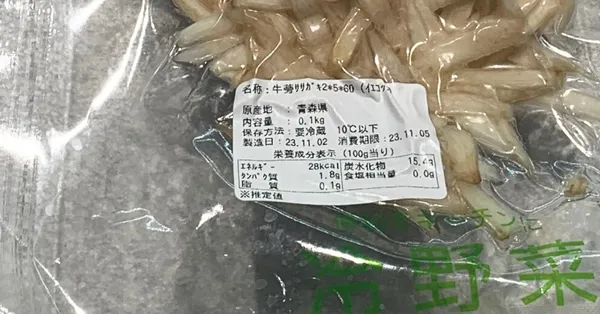 名称:牛蒡ササガキ2*5*60 (イエコク)
原産地: 青森県
内容量: 0.1kg
保存方法:要冷蔵 10℃以下
製造日:23.11.02 消費期限:23.11.05
栄養成分表示 (100g当り)
エネルギー 28kcal 炭水化物 15.4g
タンパク質 1.8g 食塩相当量 0.0g
脂質 0.1g
※推定値
野菜